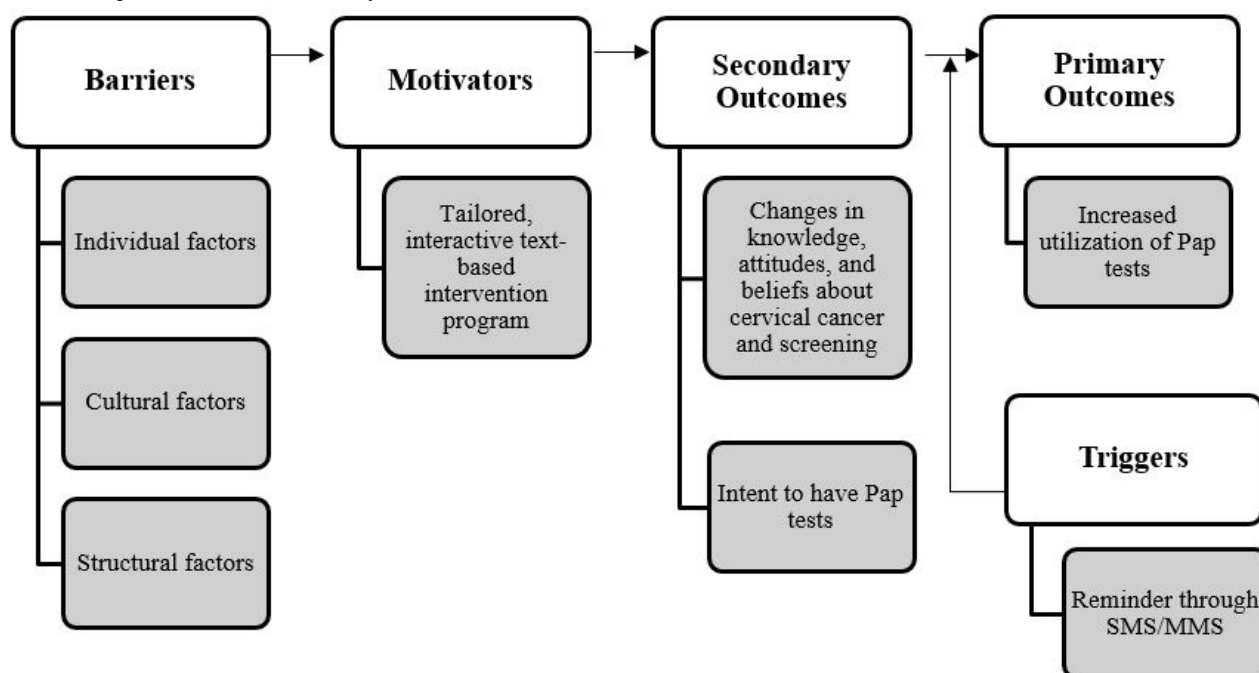 Barriers
Individual factors
Cultural factors
Structural factors
Motivators
Tailored,
interactive text-
based
intervention
program
Secondary
Outcomes
Changes in
knowledge,
attitudes, and
beliefs about
cervical cancer
and screening
Intent to have Pap
tests
Primary
Outcomes
Increased
utilization of Pap
tests
Triggers
Reminder through
SMS/MMS